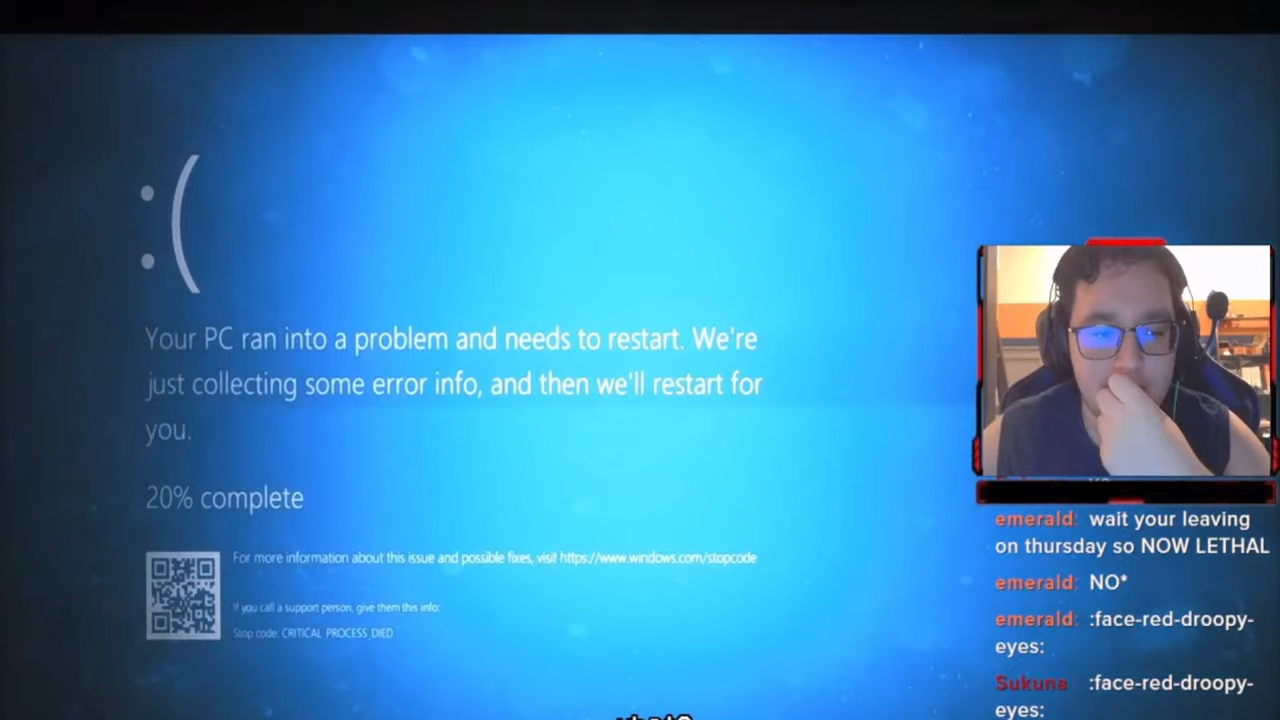 :(
Your PC ran into a problem and needs to restart. We're
just collecting some error info, and then we'll restart for
you.
20% complete
For more information about this issue and possible fixes, visit https://www.windows.com/stopcode
If you call a support person, give them this info:
Stop code: CRITICAL_PROCESS_DIED
emerald: wait your leaving
on thursday so NOW LETHAL
emerald: NO*
emerald: :face-red-droopy-
eyes:
Sukuna :face-red-droopy-
eyes: